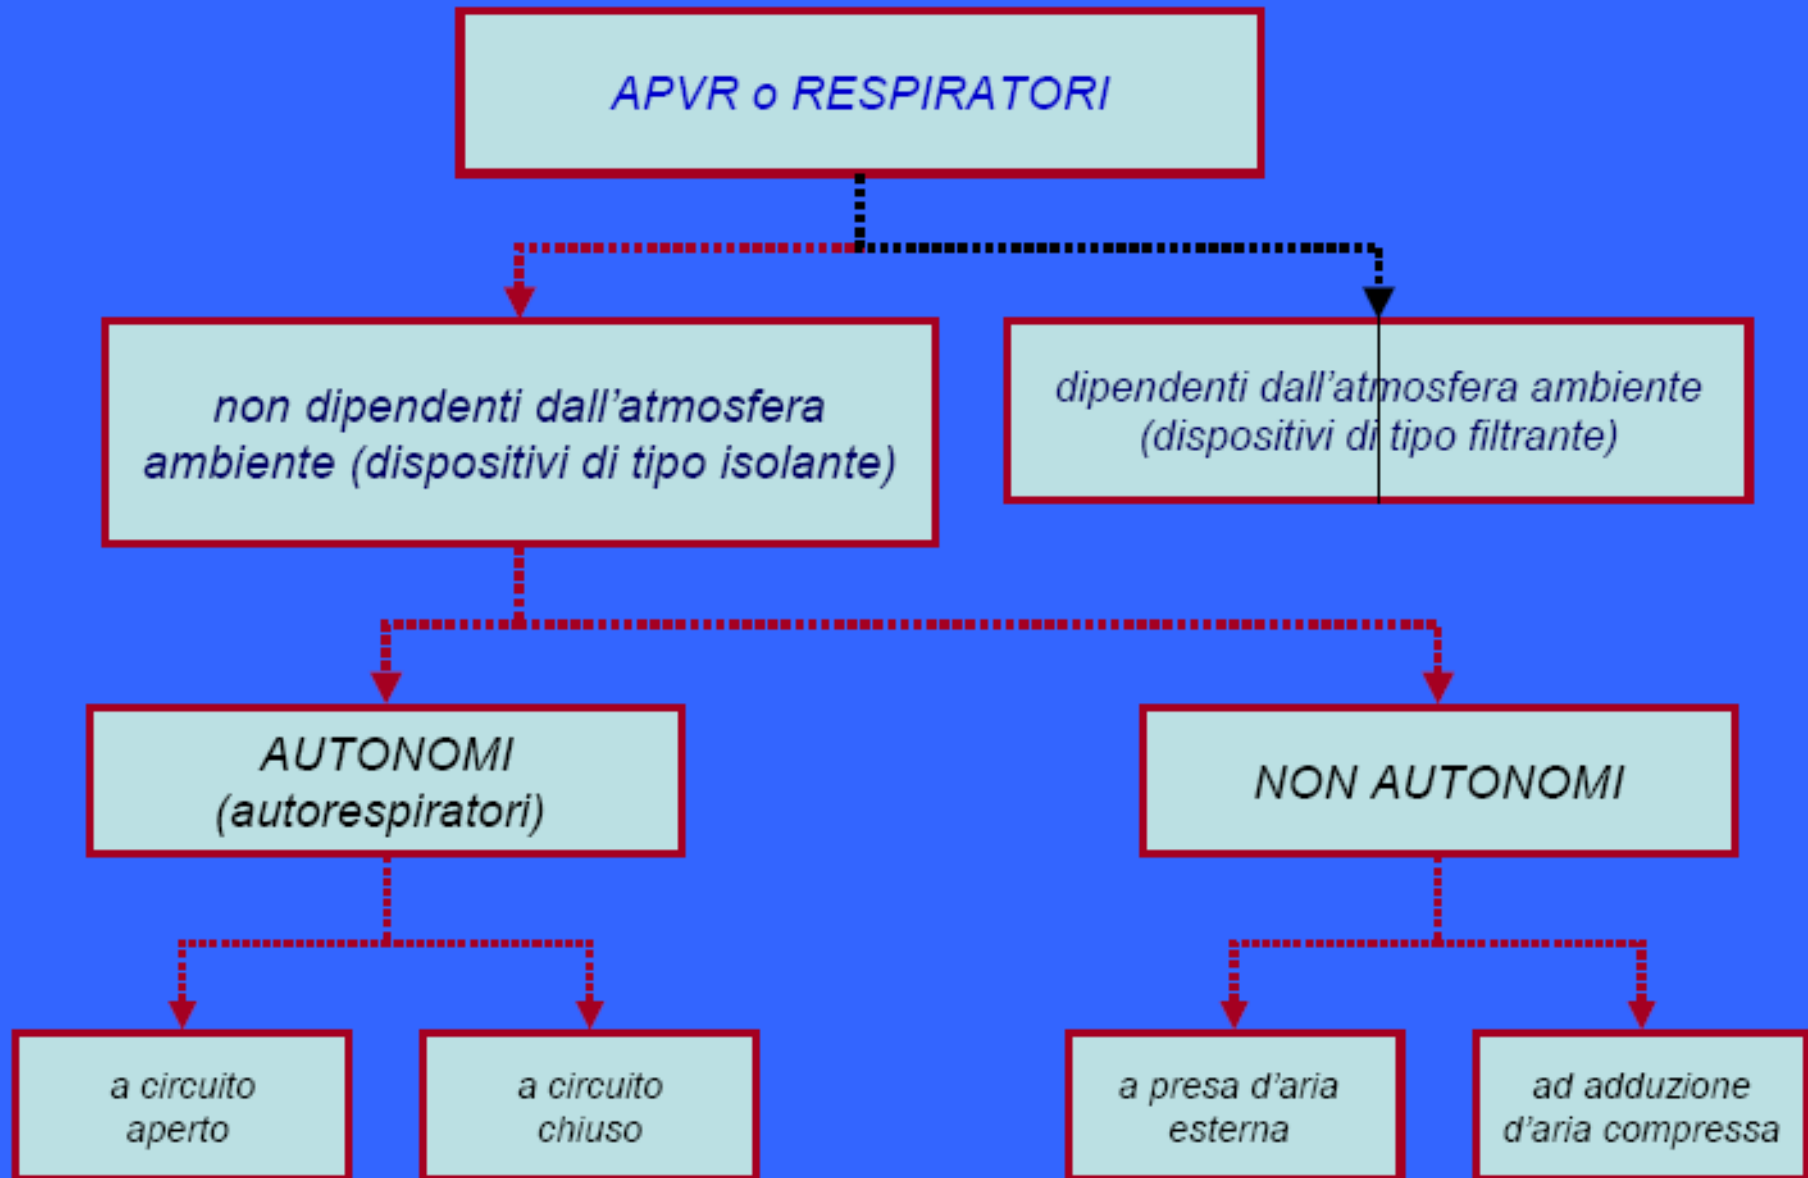 APVR o RESPIRATORI
non dipendenti dall'atmosfera
ambiente (dispositivi di tipo isolante)
dipendenti dall'atmosfera ambiente
(dispositivi di tipo filtrante)
AUTONOMI
(autorespiratori)
NON AUTONOMI
a circuito
aperto
a circuito
chiuso
a presa d'aria
esterna
ad adduzione
d'aria compressa